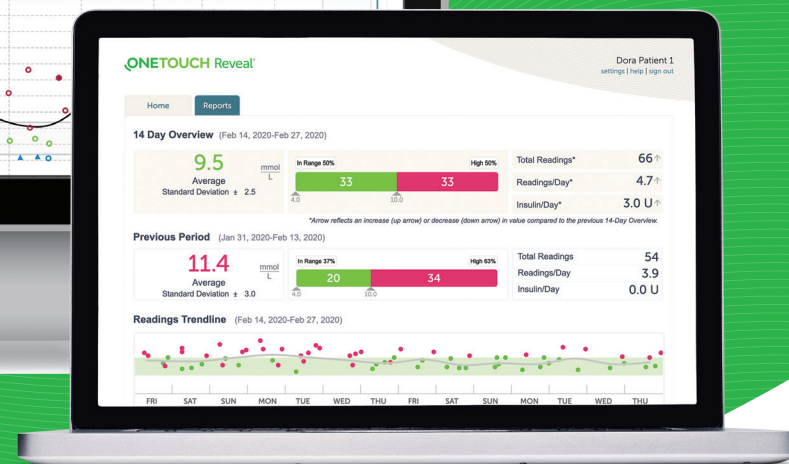 ONETOUCH Reveal®
Dora Patient 1
settings | help | sign out
Home Reports
14 Day Overview (Feb 14, 2020-Feb 27, 2020)
9.5 mmol
L
Average
Standard Deviation ± 2.5
In Range 50% High 50%
33 33
4.0 10.0
Total Readings* 66↑
Readings/Day* 4.7↑
Insulin/Day* 3.0 U↑
*Arrow reflects an increase (up arrow) or decrease (down arrow) in value compared to the previous 14-Day Overview.
Previous Period (Jan 31, 2020-Feb 13, 2020)
11.4 mmol
L
Average
Standard Deviation ± 3.0
In Range 37% High 63%
20 34
4.0 10.0
Total Readings 54
Readings/Day 3.9
Insulin/Day 0.0 U
Readings Trendline (Feb 14, 2020-Feb 27, 2020)
FRI SAT SUN MON TUE WED THU FRI SAT SUN MON TUE WED THU